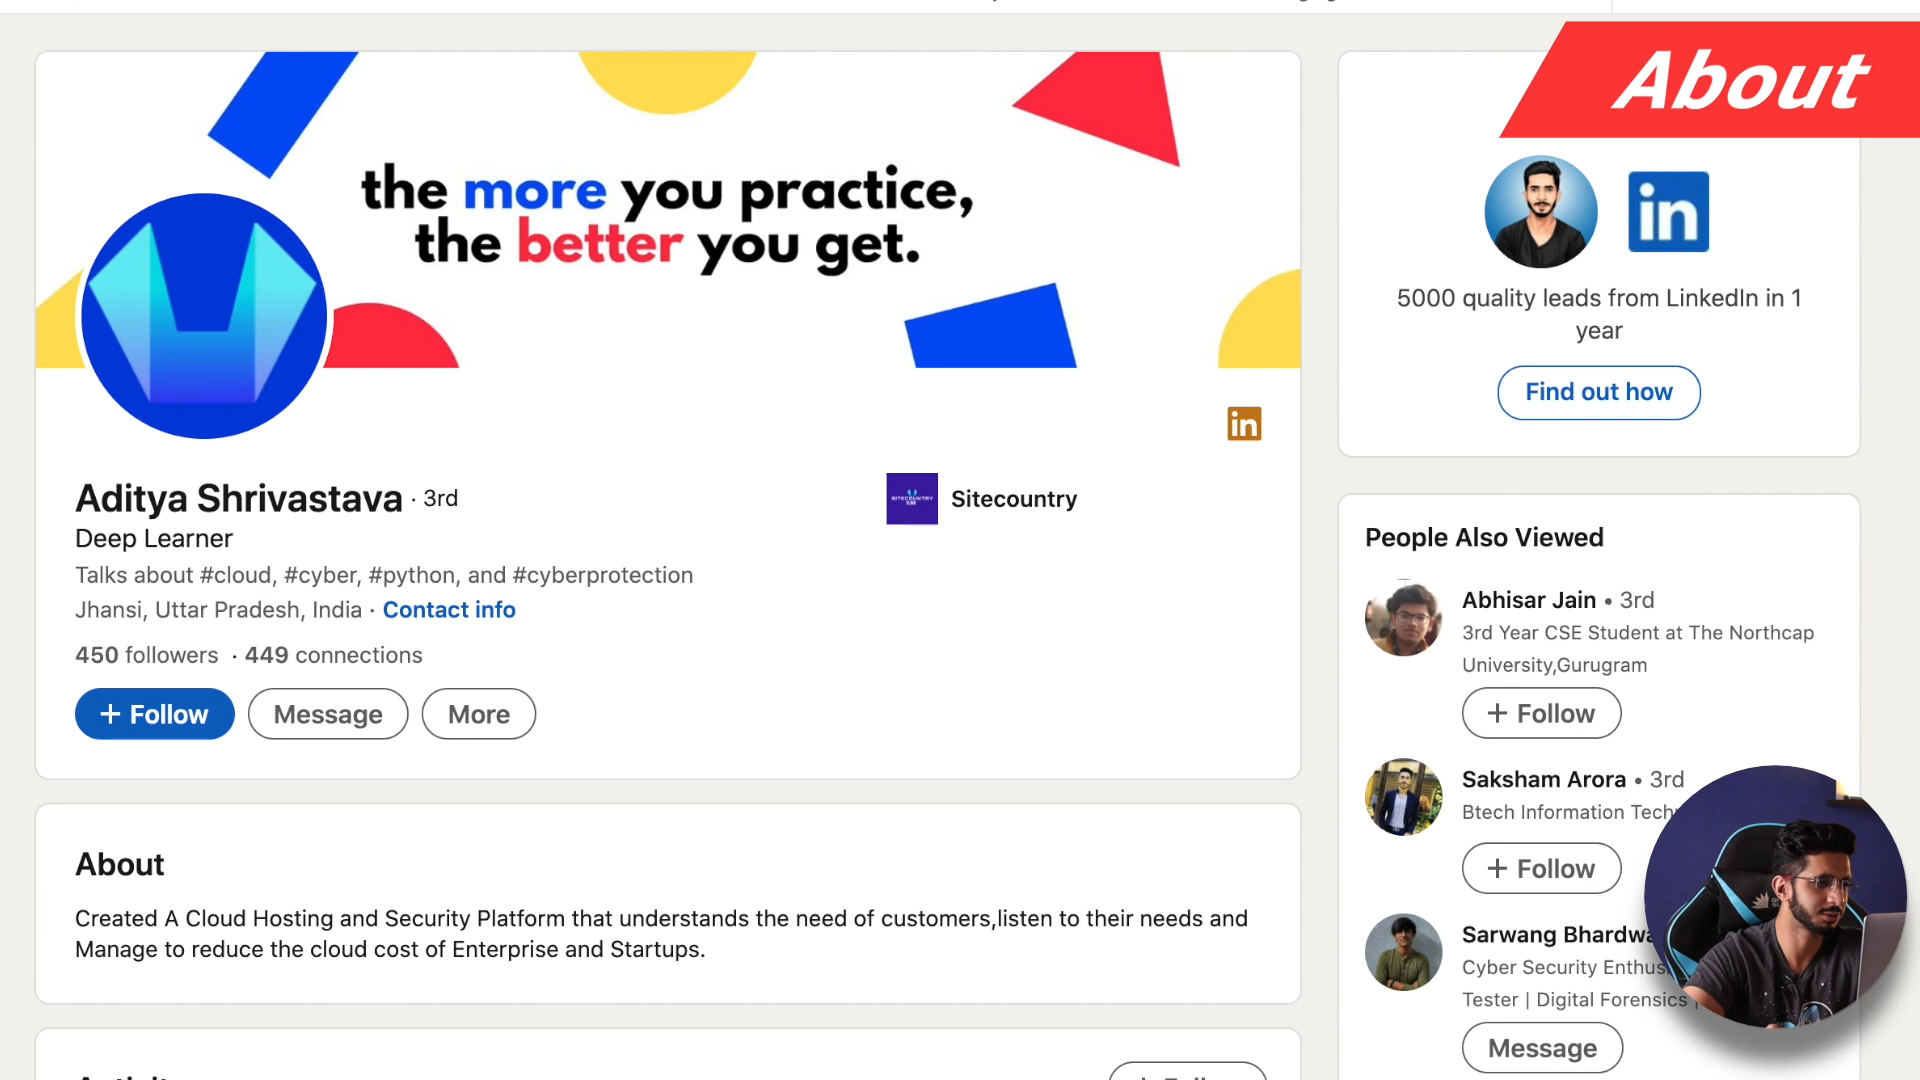 About
the more you practice,
the better you get.
in
Aditya Shrivastava · 3rd
Deep Learner
Talks about #cloud, #cyber, #python, and #cyberprotection
Jhansi, Uttar Pradesh, India · Contact info
450 followers · 449 connections
+ Follow
Message
More
SITECOUNTRY
Sitecountry
About
Created A Cloud Hosting and Security Platform that understands the need of customers,listen to their needs and
Manage to reduce the cloud cost of Enterprise and Startups.
in
5000 quality leads from LinkedIn in 1
year
Find out how
People Also Viewed
Abhisar Jain • 3rd
3rd Year CSE Student at The Northcap
University,Gurugram
+ Follow
Saksham Arora • 3rd
Btech Information
+ Follow
Sarwang
Cyber Security
Tester | Digital Forensics |
Message